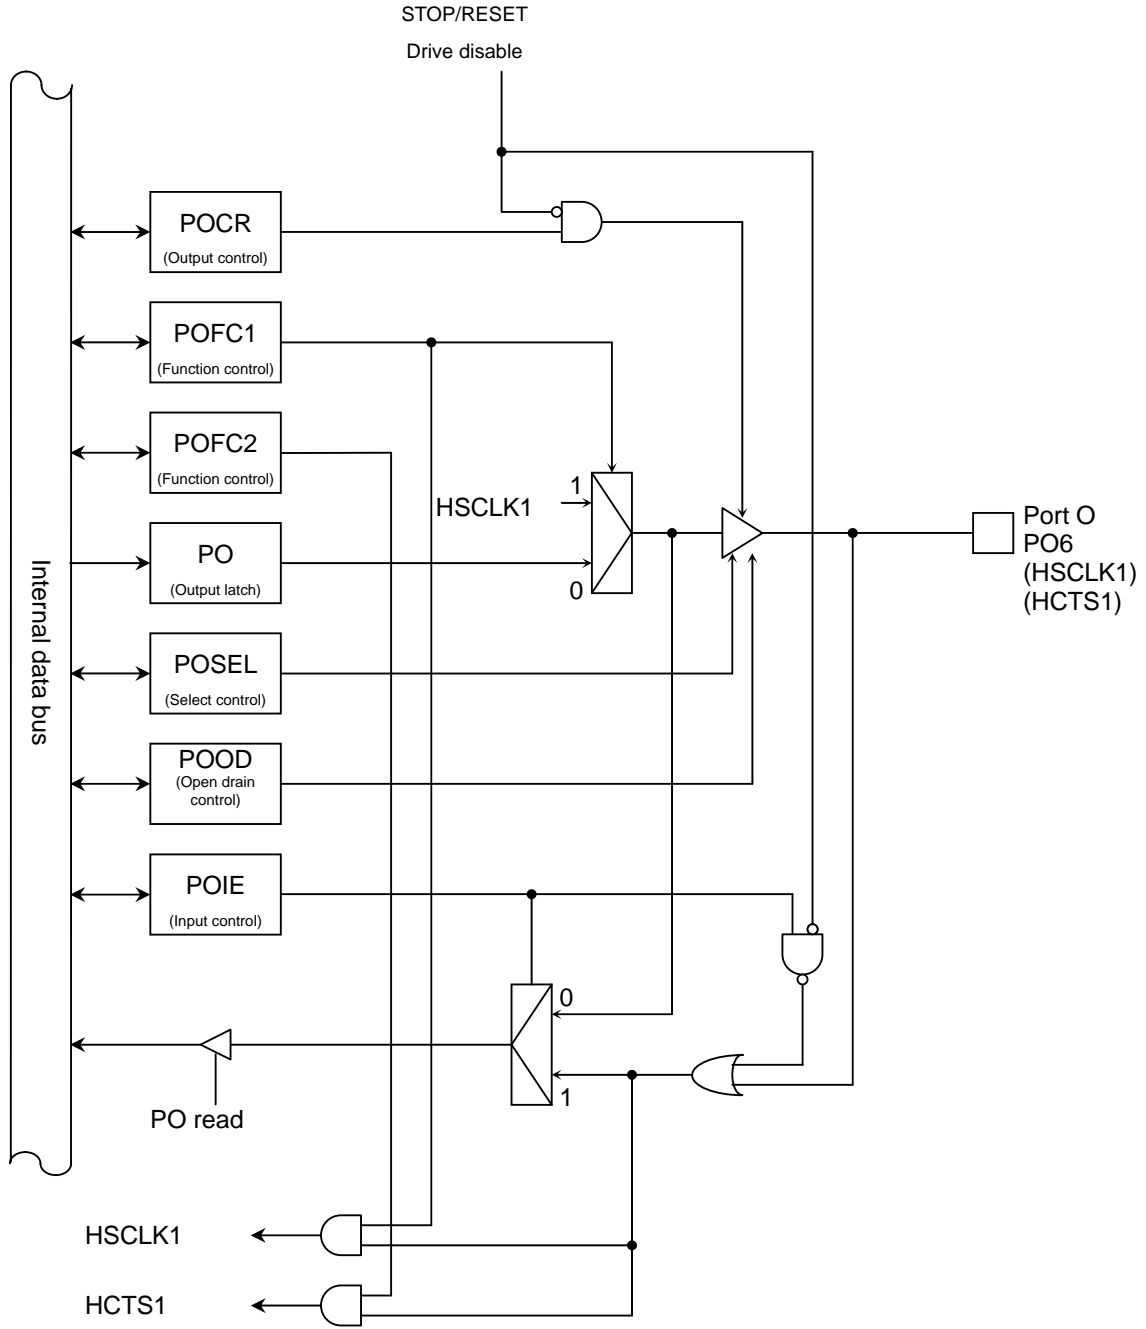 STOP/RESET
Drive disable
POCR
(Output control)
POFC1
(Function control)
POFC2
(Function control)
1
HSCLK1
Port O
PO6
(HSCLK1)
(HCTS1)
PO
(Output latch)
0
Internal data bus
POSEL
(Select control)
POOD
(Open drain
control)
POIE
(Input control)
0
1
PO read
HSCLK1
HCTS1